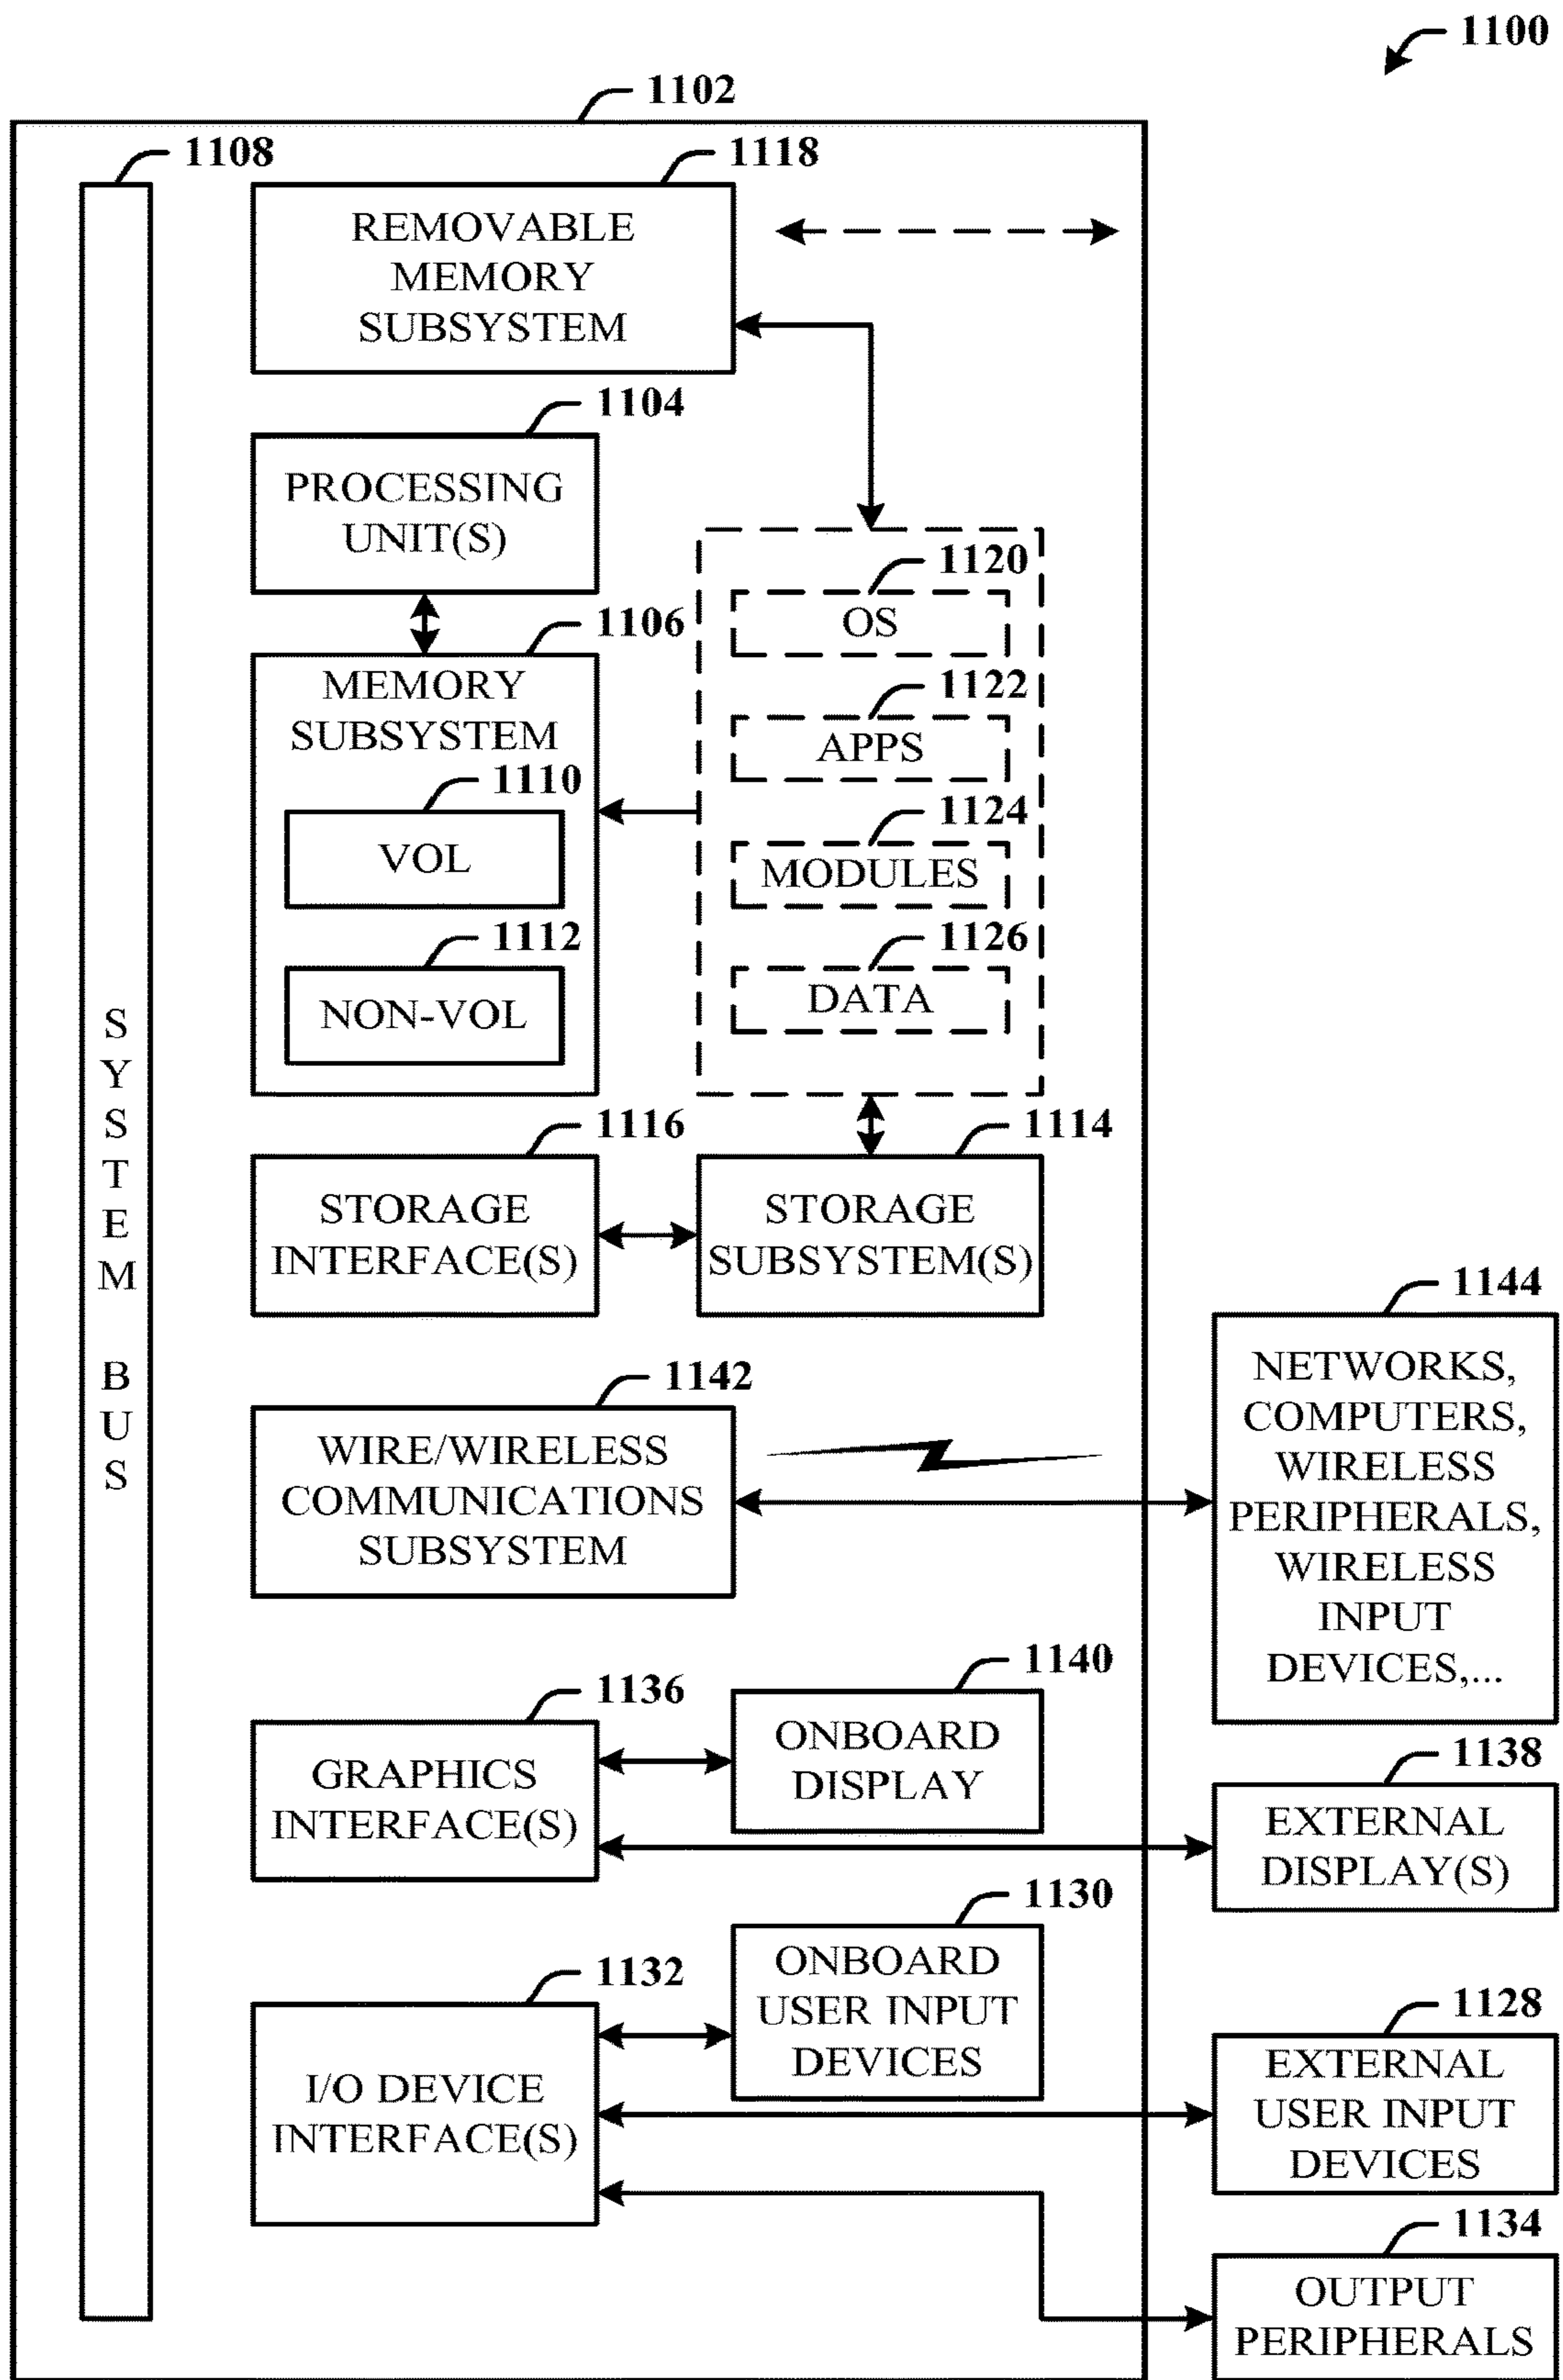 1100
1102
1108
SYSTEM BUS
1118
REMOVABLE
MEMORY
SUBSYSTEM
1104
PROCESSING
UNIT(S)
1106
MEMORY
SUBSYSTEM
1110
VOL
1112
NON-VOL
1120
OS
1122
APPS
1124
MODULES
1126
DATA
1116
STORAGE
INTERFACE(S)
1114
STORAGE
SUBSYSTEM(S)
1142
WIRE/WIRELESS
COMMUNICATIONS
SUBSYSTEM
1144
NETWORKS,
COMPUTERS,
WIRELESS
PERIPHERALS,
WIRELESS
INPUT
DEVICES,...
1136
GRAPHICS
INTERFACE(S)
1140
ONBOARD
DISPLAY
1138
EXTERNAL
DISPLAY(S)
1132
I/O DEVICE
INTERFACE(S)
1130
ONBOARD
USER INPUT
DEVICES
1128
EXTERNAL
USER INPUT
DEVICES
1134
OUTPUT
PERIPHERALS